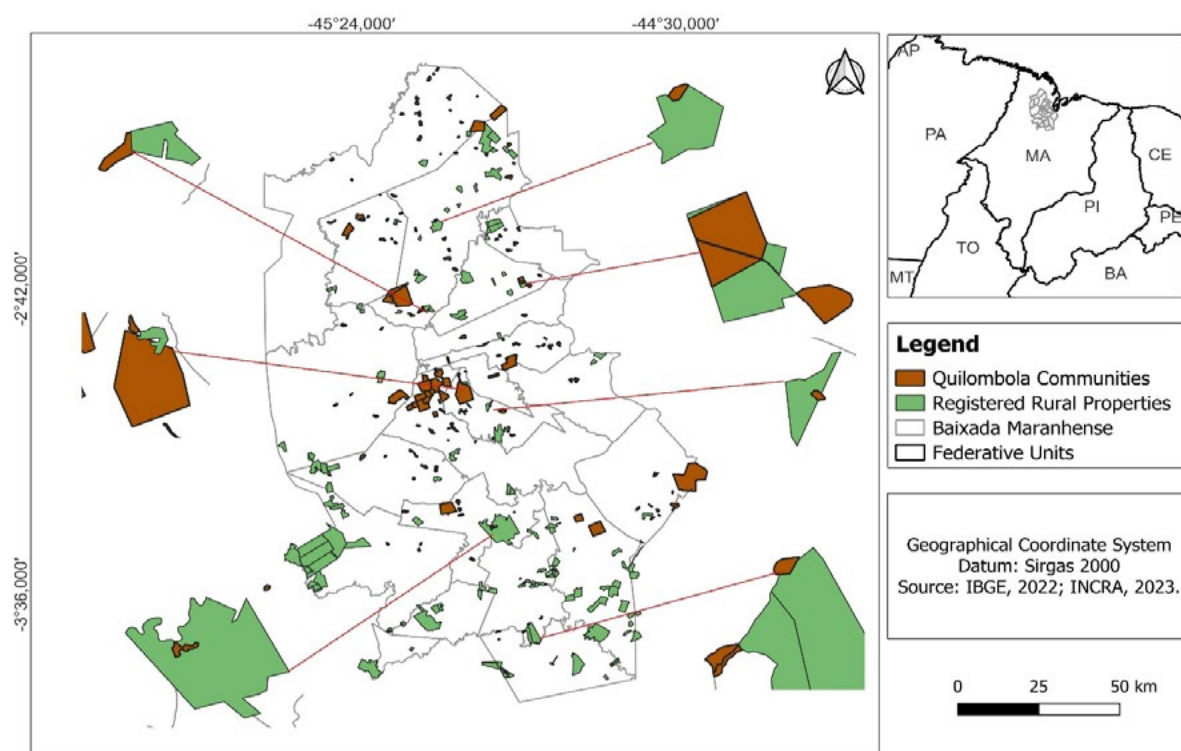 -45°24,000′
-44°30,000′
-2°42,000′
-3°36,000′
AP
PA
MA
CE
PI
PE
TO
MT
BA
Legend
Quilombola Communities
Registered Rural Properties
Baixada Maranhense
Federative Units
Geographical Coordinate System
Datum: Sirgas 2000
Source: IBGE, 2022; INCRA, 2023.
0 25 50 km